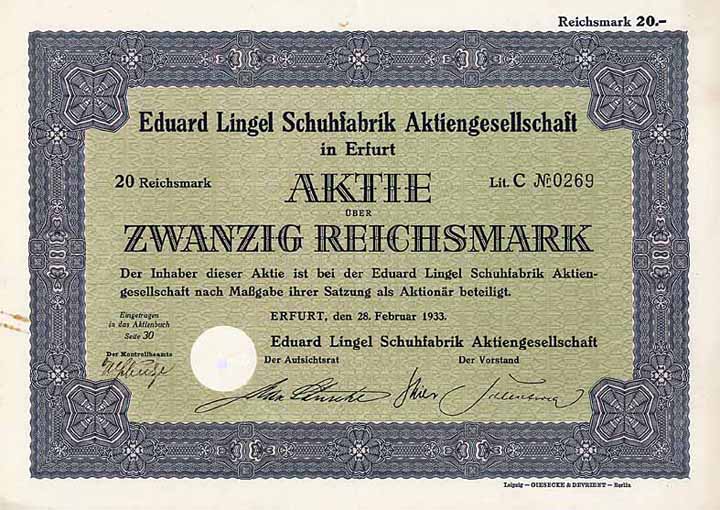 Reichsmark 20.–
Eduard Lingel Schuhfabrik Aktiengesellschaft
in Erfurt
20 Reichsmark AKTIE Lit. C № 0269
ÜBER
ZWANZIG REICHSMARK
Der Inhaber dieser Aktie ist bei der Eduard Lingel Schuhfabrik Aktien-
gesellschaft nach Maßgabe ihrer Satzung als Aktionär beteiligt.
Eingetragen
in das Aktienbuch
Seite 30
ERFURT, den 28. Februar 1933.
Eduard Lingel Schuhfabrik Aktiengesellschaft
Der Kontrollbeamte
Der Aufsichtsrat Der Vorstand
Leipzig – GIESECKE & DEVRIENT – Berlin